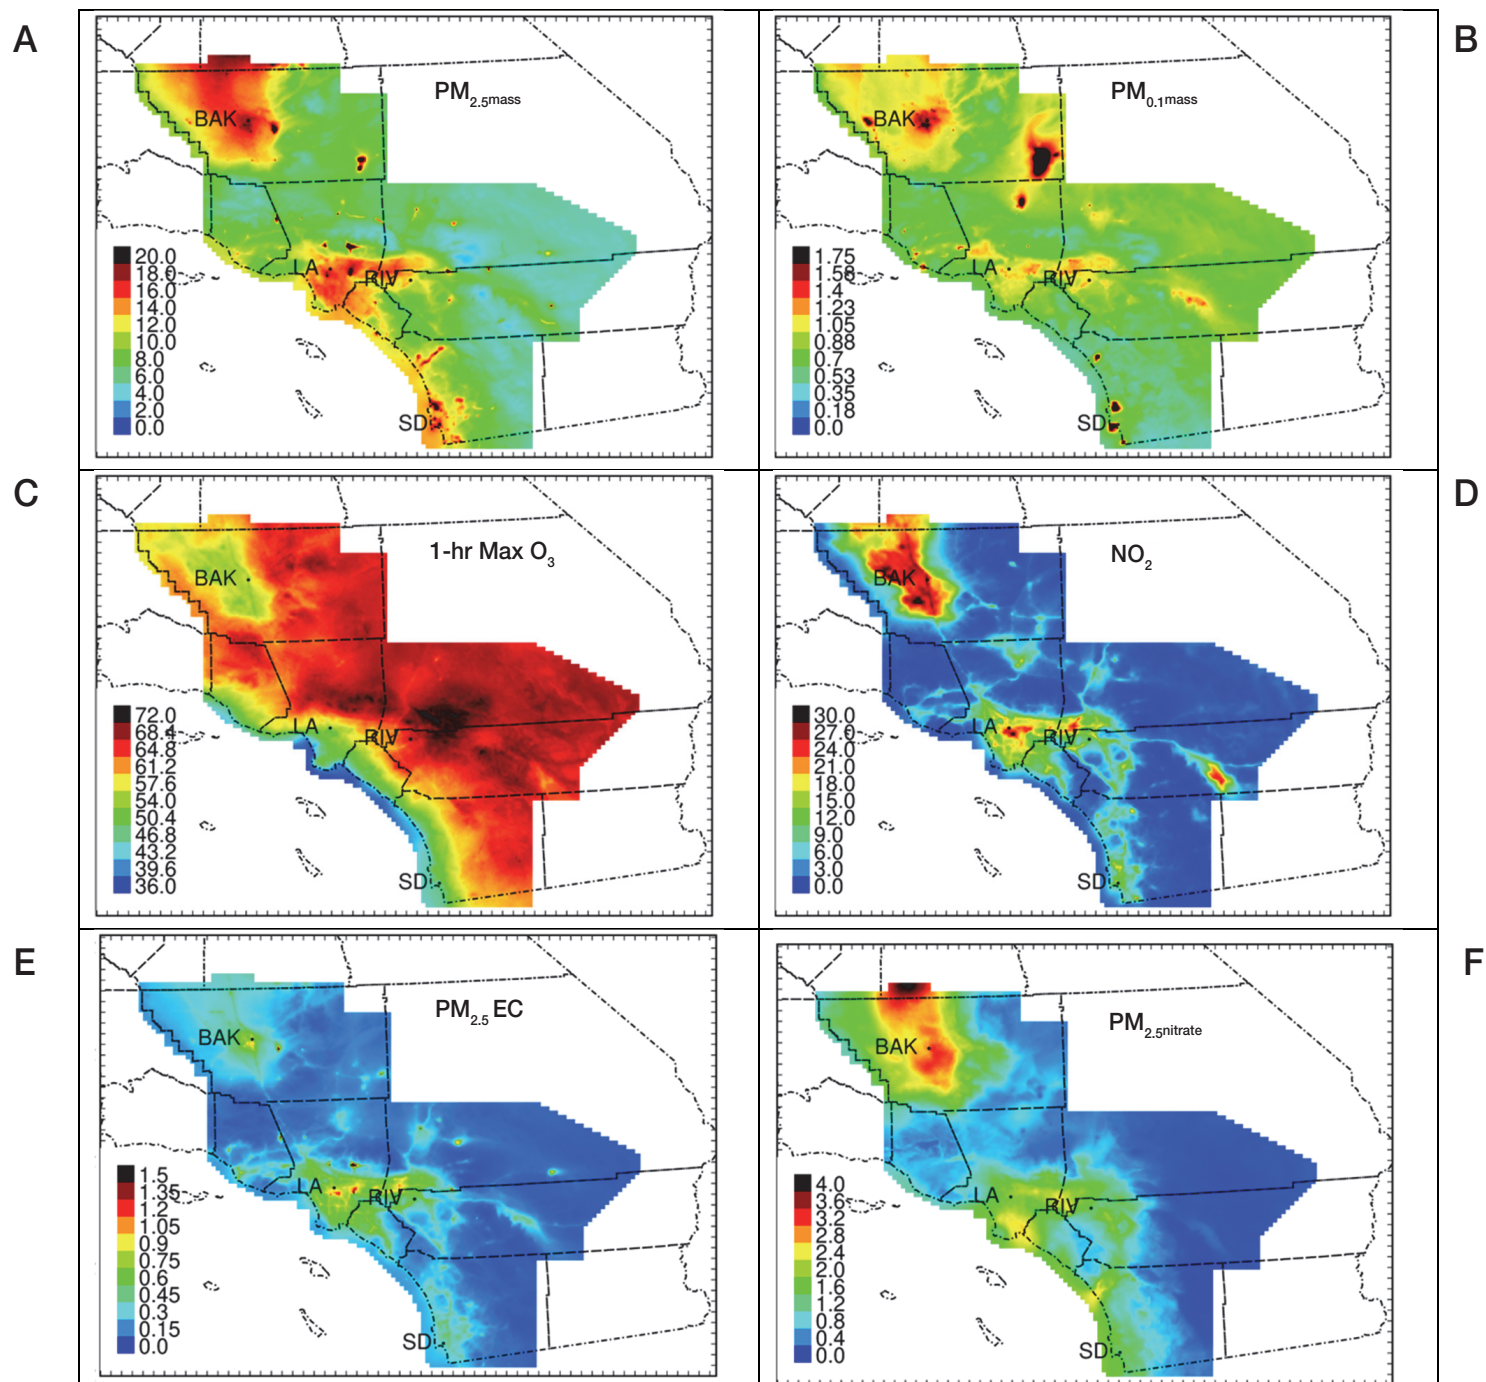 A
PM2.5mass
BAK
LA
RIV
SD
20.0
18.0
16.0
14.0
12.0
10.0
8.0
6.0
4.0
2.0
0.0
B
PM0.1mass
BAK
LA
RIV
SD
1.75
1.58
1.4
1.23
1.05
0.88
0.7
0.53
0.35
0.18
0.0
C
1-hr Max O3
BAK
LA
RIV
SD
72.0
68.4
64.8
61.2
57.6
54.0
50.4
46.8
43.2
39.6
36.0
D
NO2
BAK
LA
RIV
SD
30.0
27.0
24.0
21.0
18.0
15.0
12.0
9.0
6.0
3.0
0.0
E
PM2.5 EC
BAK
LA
RIV
SD
1.5
1.35
1.2
1.05
0.9
0.75
0.6
0.45
0.3
0.15
0.0
F
PM2.5nitrate
BAK
LA
RIV
SD
4.0
3.6
3.2
2.8
2.4
2.0
1.6
1.2
0.8
0.4
0.0